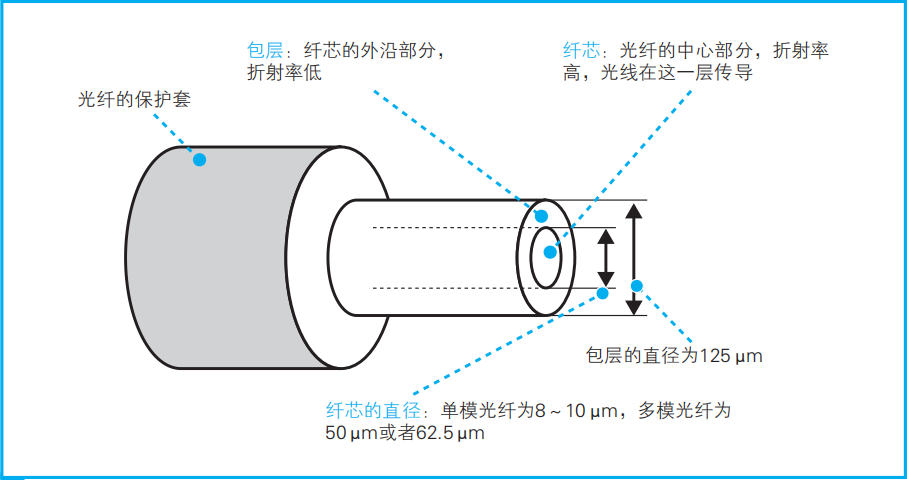 包层：纤芯的外沿部分，
折射率低
纤芯：光纤的中心部分，折射率
高，光线在这一层传导
光纤的保护套
包层的直径为125 μm
纤芯的直径：单模光纤为8～10 μm，多模光纤为
50 μm或者62.5 μm